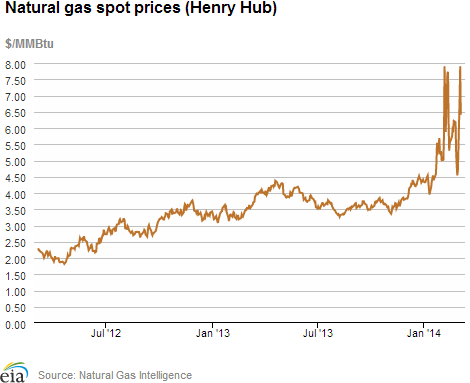 Natural gas spot prices (Henry Hub)
$/MMBtu
8.00
7.50
7.00
6.50
6.00
5.50
5.00
4.50
4.00
3.50
3.00
2.50
2.00
1.50
1.00
0.50
0.00
Jul '12
Jan '13
Jul '13
Jan '14
eia
Source: Natural Gas Intelligence